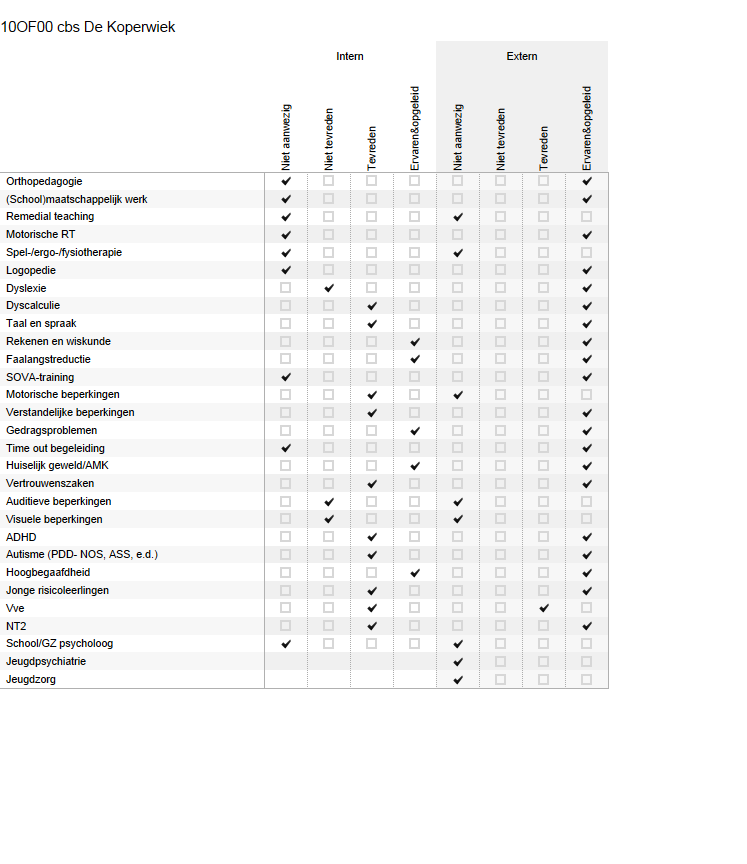 10OF00 cbs De Koperwiek
Intern Extern
Niet aanwezig Niet tevreden Tevreden Ervaren&opgeleid Niet aanwezig Niet tevreden Tevreden Ervaren&opgeleid
Orthopedagogie
(School)maatschappelijk werk
Remedial teaching
Motorische RT
Spel-/ergo-/fysiotherapie
Logopedie
Dyslexie
Dyscalculie
Taal en spraak
Rekenen en wiskunde
Faalangstreductie
SOVA-training
Motorische beperkingen
Verstandelijke beperkingen
Gedragsproblemen
Time out begeleiding
Huiselijk geweld/AMK
Vertrouwenszaken
Auditieve beperkingen
Visuele beperkingen
ADHD
Autisme (PDD- NOS, ASS, e.d.)
Hoogbegaafdheid
Jonge risicoleerlingen
Vve
NT2
School/GZ psycholoog
Jeugdpsychiatrie
Jeugdzorg